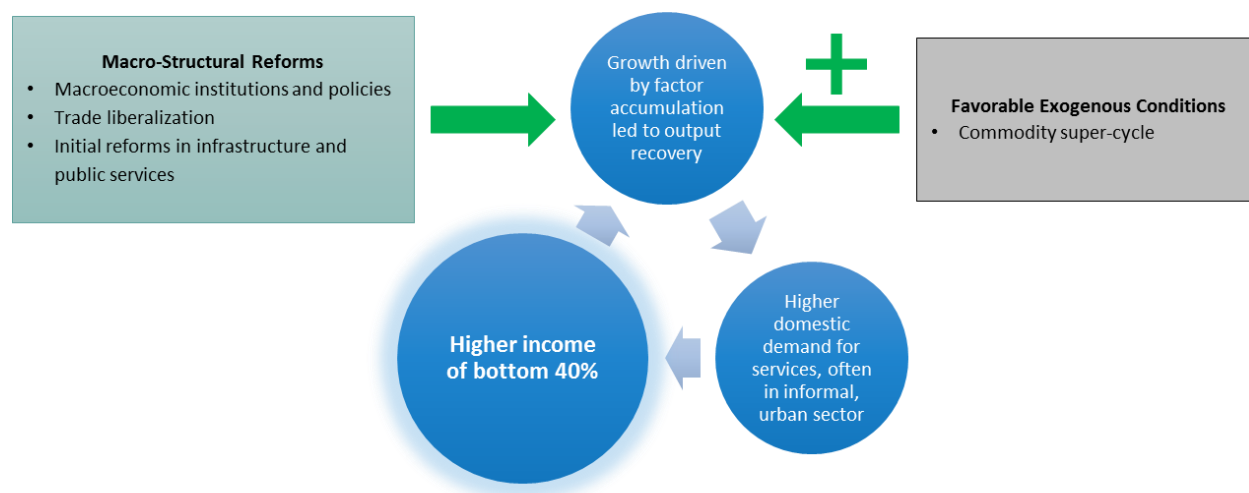 Macro-Structural Reforms
• Macroeconomic institutions and policies
• Trade liberalization
• Initial reforms in infrastructure and
public services
Growth driven
by factor
accumulation
led to output
recovery
Favorable Exogenous Conditions
• Commodity super-cycle
Higher
domestic
demand for
services, often
in informal,
urban sector
Higher income
of bottom 40%